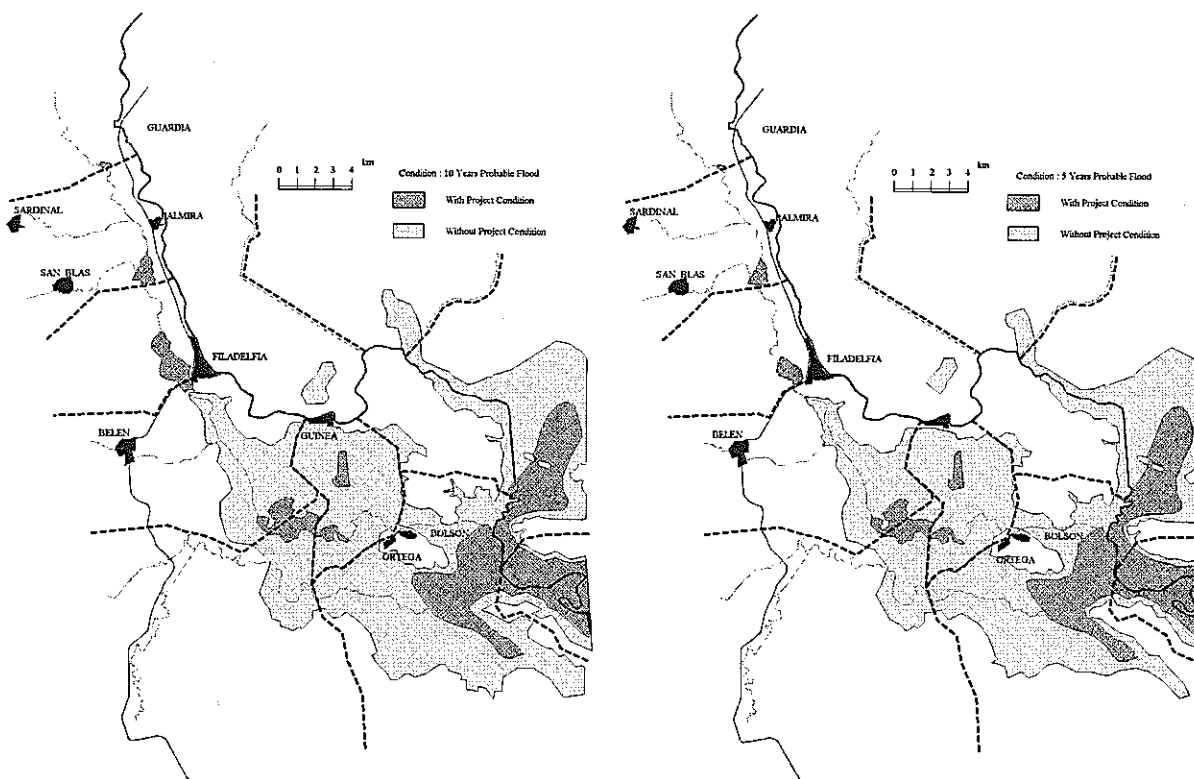 GUARDIA
km
0 1 2 3 4
Condition : 10 Years Probable Flood
With Project Condition
Without Project Condition
SARDINAL
PALMIRA
SAN BLAS
FILADELFIA
BELEN
GUINEA
BOLSON
ORTEGA
GUARDIA
km
0 1 2 3 4
Condition : 5 Years Probable Flood
With Project Condition
Without Project Condition
SARDINAL
PALMIRA
SAN BLAS
FILADELFIA
BELEN
BOLSON
ORTEGA